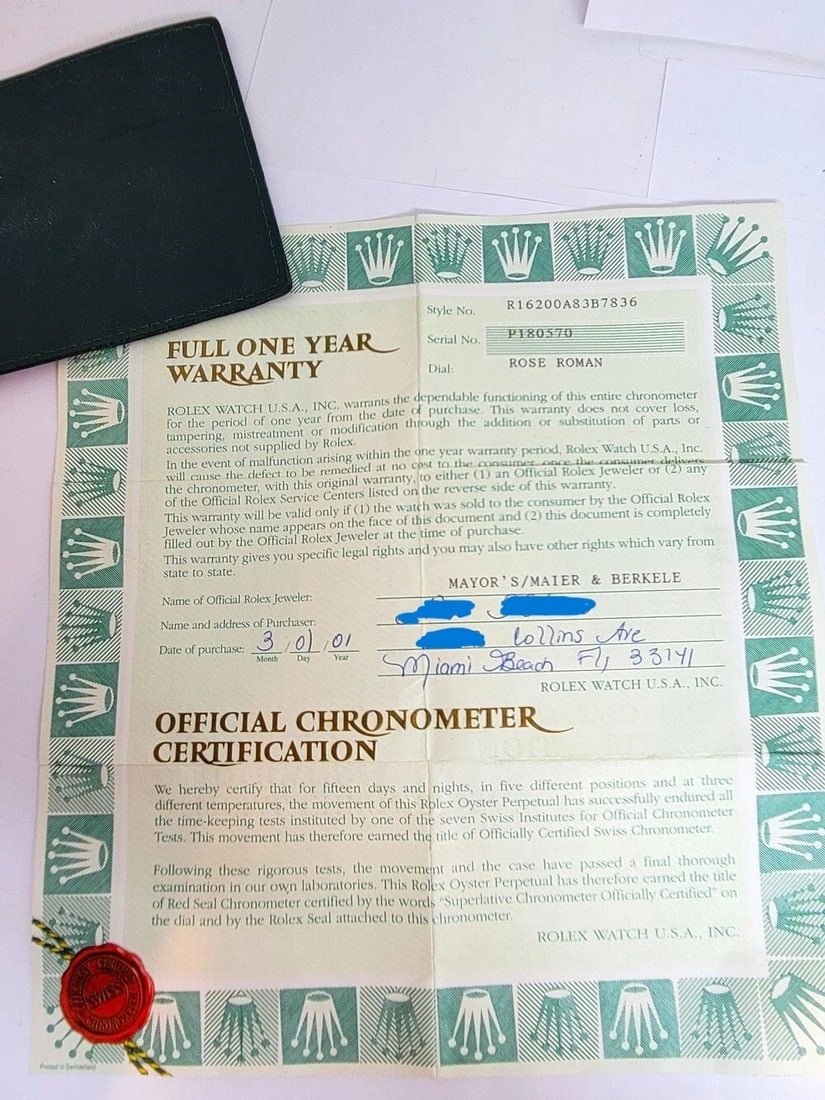 Style No. R16200A83B7836
Serial No. P180570
Dial: ROSE ROMAN
FULL ONE YEAR
WARRANTY
ROLEX WATCH U.S.A., INC. warrants the dependable functioning of this entire chronometer
for the period of one year from the date of purchase. This warranty does not cover loss,
tampering, mistreatment or modification through the addition or substitution of parts or
accessories not supplied by Rolex.
In the event of malfunction arising within the one year warranty period, Rolex Watch U.S.A., Inc.
will cause the defect to be remedied at no cost to the consumer once the consumer delivers
the chronometer, with this original warranty, to either (1) an Official Rolex Jeweler or (2) any
of the Official Rolex Service Centers listed on the reverse side of this warranty.
This warranty will be valid only if (1) the watch was sold to the consumer by the Official Rolex
Jeweler whose name appears on the face of this document and (2) this document is completely
filled out by the Official Rolex Jeweler at the time of purchase.
This warranty gives you specific legal rights and you may also have other rights which vary from
state to state.
Name of Official Rolex Jeweler: MAYOR'S/MAIER & BERKELE
Name and address of Purchaser:
Date of purchase: 3 / 01 / 01 Collins Ave
Month Day Year
Miami Beach Fl, 33141
ROLEX WATCH U.S.A., INC.
OFFICIAL CHRONOMETER
CERTIFICATION
We hereby certify that for fifteen days and nights, in five different positions and at three
different temperatures, the movement of this Rolex Oyster Perpetual has successfully endured all
the time-keeping tests instituted by one of the seven Swiss Institutes for Official Chronometer
Tests. This movement has therefore earned the title of Officially Certified Swiss Chronometer.
Following these rigorous tests, the movement and the case have passed a final thorough
examination in our own laboratories. This Rolex Oyster Perpetual has therefore earned the title
of Red Seal Chronometer certified by the words "Superlative Chronometer Officially Certified" on
the dial and by the Rolex Seal attached to this chronometer.
ROLEX WATCH U.S.A., INC.
SWISS
Printed in Switzerland